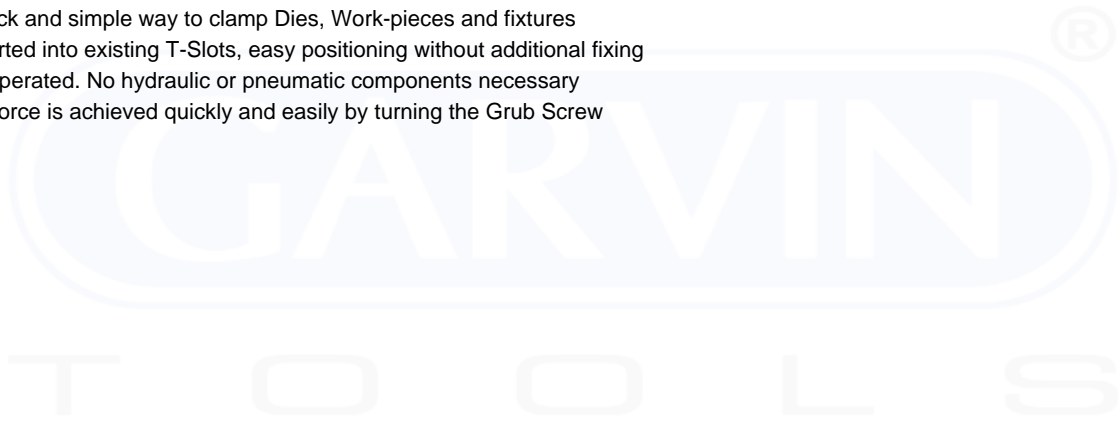 ck and simple way to clamp Dies, Work-pieces and fixtures
rted into existing T-Slots, easy positioning without additional fixing
perated. No hydraulic or pneumatic components necessary
orce is achieved quickly and easily by turning the Grub Screw
GARVIN®
TOOLS